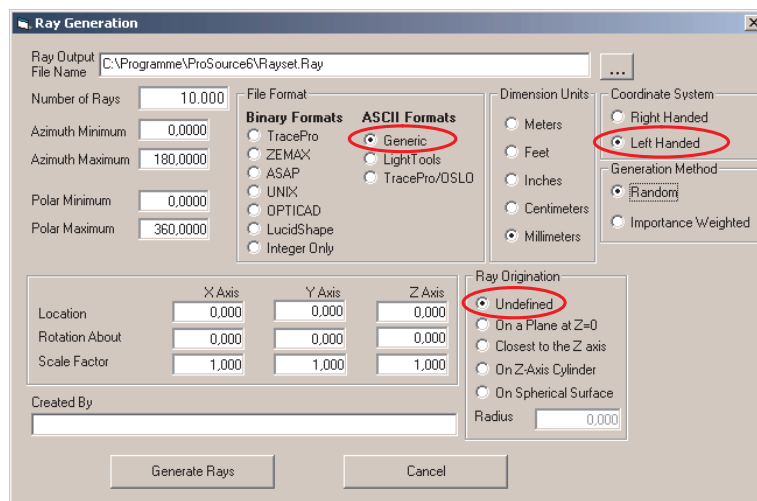 Ray Generation
Ray Output File Name
C:\Programme\ProSource6\Rayset.Ray
...
Number of Rays 10.000
Azimuth Minimum 0,0000
Azimuth Maximum 180,0000
Polar Minimum 0,0000
Polar Maximum 360,0000
File Format
Binary Formats
TracePro
ZEMAX
ASAP
UNIX
OPTICAD
LucidShape
Integer Only
ASCII Formats
Generic
LightTools
TracePro/OSLO
Dimension Units
Meters
Feet
Inches
Centimeters
Millimeters
Coordinate System
Right Handed
Left Handed
Generation Method
Random
Importance Weighted
X Axis Y Axis Z Axis
Location 0,000 0,000 0,000
Rotation About 0,000 0,000 0,000
Scale Factor 1,000 1,000 1,000
Ray Origination
Undefined
On a Plane at Z=0
Closest to the Z axis
On Z-Axis Cylinder
On Spherical Surface
Radius 0,000
Created By
Generate Rays
Cancel